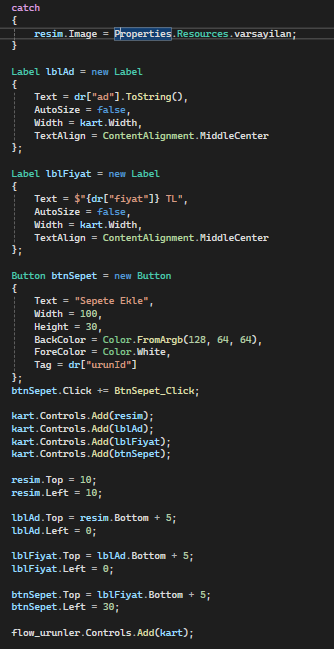 catch
{
resim.Image = Properties.Resources.varsayilan;
}
Label lblAd = new Label
{
Text = dr["ad"].ToString(),
AutoSize = false,
Width = kart.Width,
TextAlign = ContentAlignment.MiddleCenter
};
Label lblFiyat = new Label
{
Text = $"{dr["fiyat"]} TL",
AutoSize = false,
Width = kart.Width,
TextAlign = ContentAlignment.MiddleCenter
};
Button btnSepet = new Button
{
Text = "Sepete Ekle",
Width = 100,
Height = 30,
BackColor = Color.FromArgb(128, 64, 64),
ForeColor = Color.White,
Tag = dr["urunId"]
};
btnSepet.Click += BtnSepet_Click;
kart.Controls.Add(resim);
kart.Controls.Add(lblAd);
kart.Controls.Add(lblFiyat);
kart.Controls.Add(btnSepet);
resim.Top = 10;
resim.Left = 10;
lblAd.Top = resim.Bottom + 5;
lblAd.Left = 0;
lblFiyat.Top = lblAd.Bottom + 5;
lblFiyat.Left = 0;
btnSepet.Top = lblFiyat.Bottom + 5;
btnSepet.Left = 30;
flow_urunler.Controls.Add(kart);